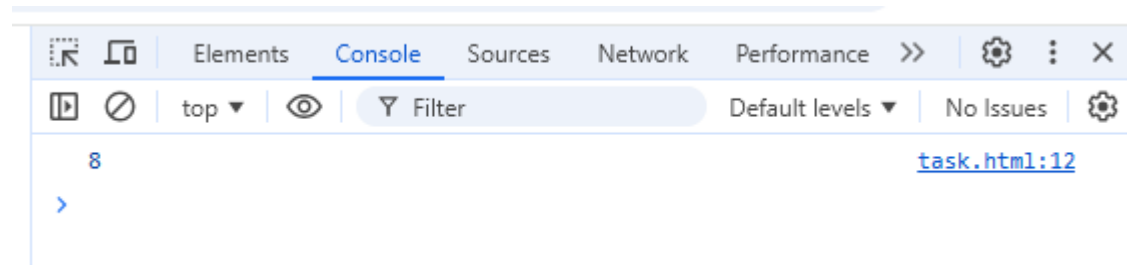 Elements Console Sources Network Performance
top Filter Default levels No Issues
8 task.html:12